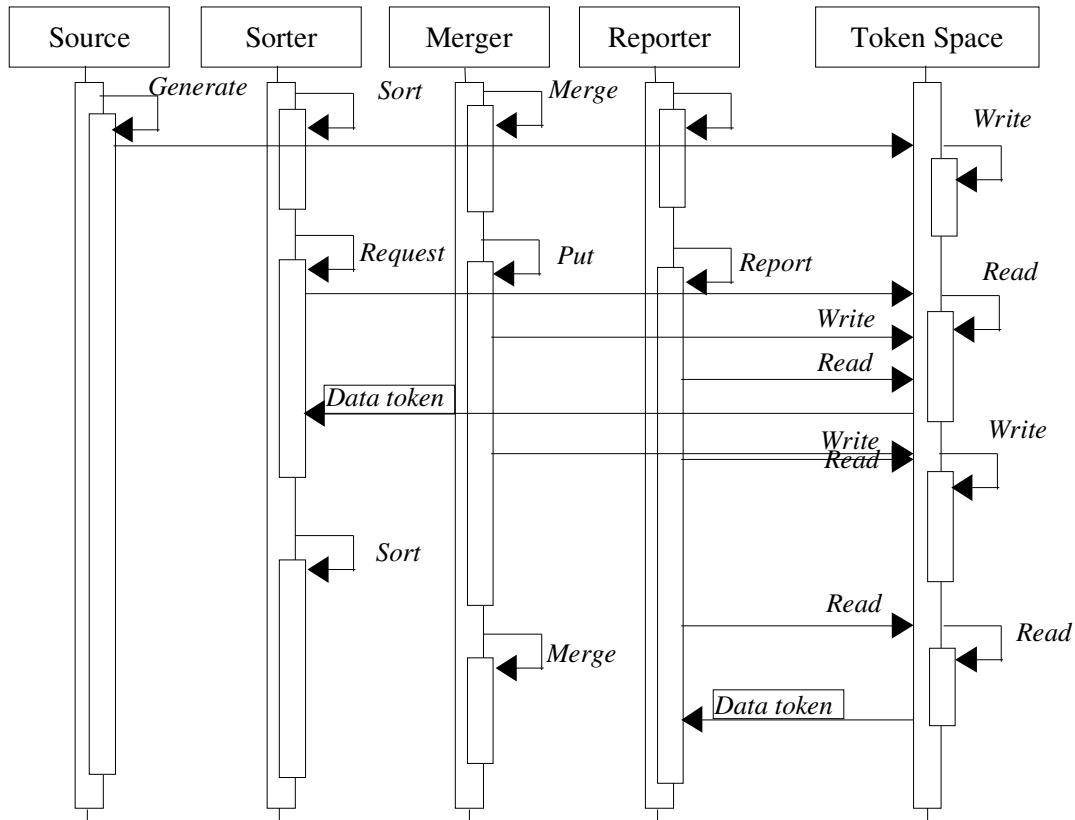 Source
Sorter
Merger
Reporter
Token Space
Generate
Sort
Merge
Write
Request
Put
Report
Read
Write
Read
Data token
Write
Write
Read
Sort
Read
Read
Merge
Data token